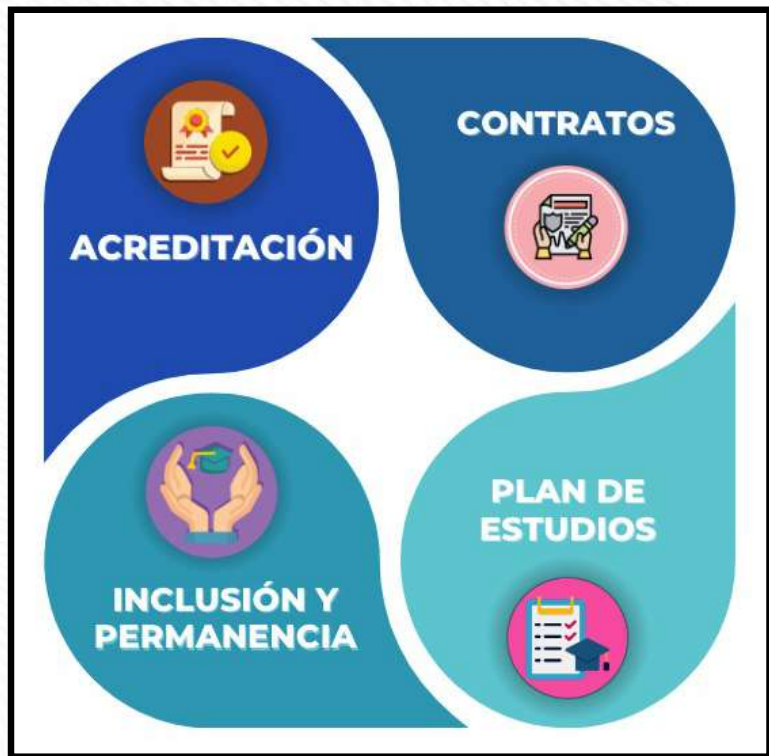 ACREDITACIÓN
CONTRATOS
INCLUSIÓN Y
PERMANENCIA
PLAN DE
ESTUDIOS